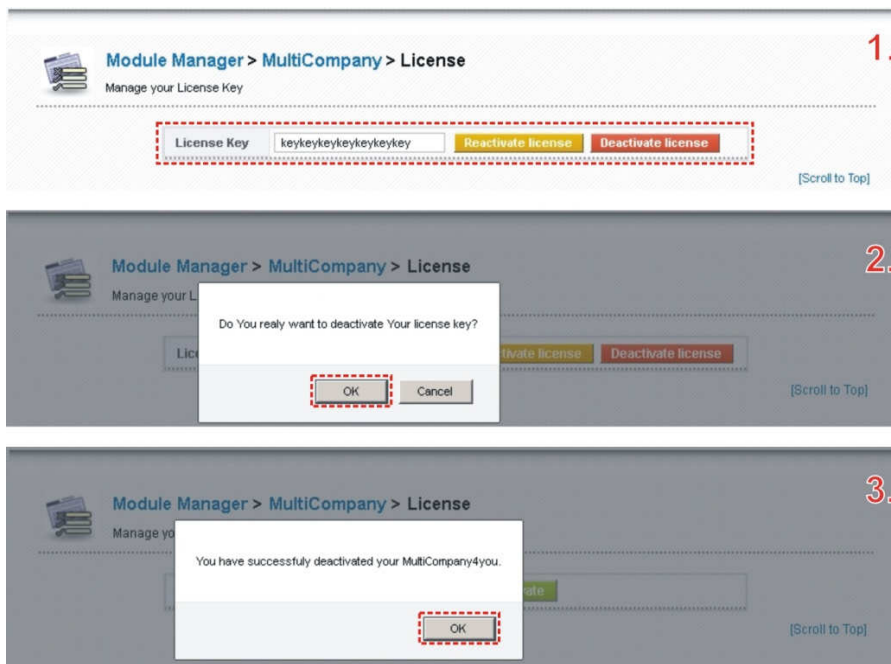 1.
Module Manager > MultiCompany > License
Manage your License Key
License Key keykeykeykeykeykeykey Reactivate license Deactivate license
[Scroll to Top]
2.
Module Manager > MultiCompany > License
Manage your L
Do You realy want to deactivate Your license key?
Lice tivate license Deactivate license
OK Cancel
[Scroll to Top]
3.
Module Manager > MultiCompany > License
Manage yo
You have successfuly deactivated your MultiCompany4you.
OK
[Scroll to Top]